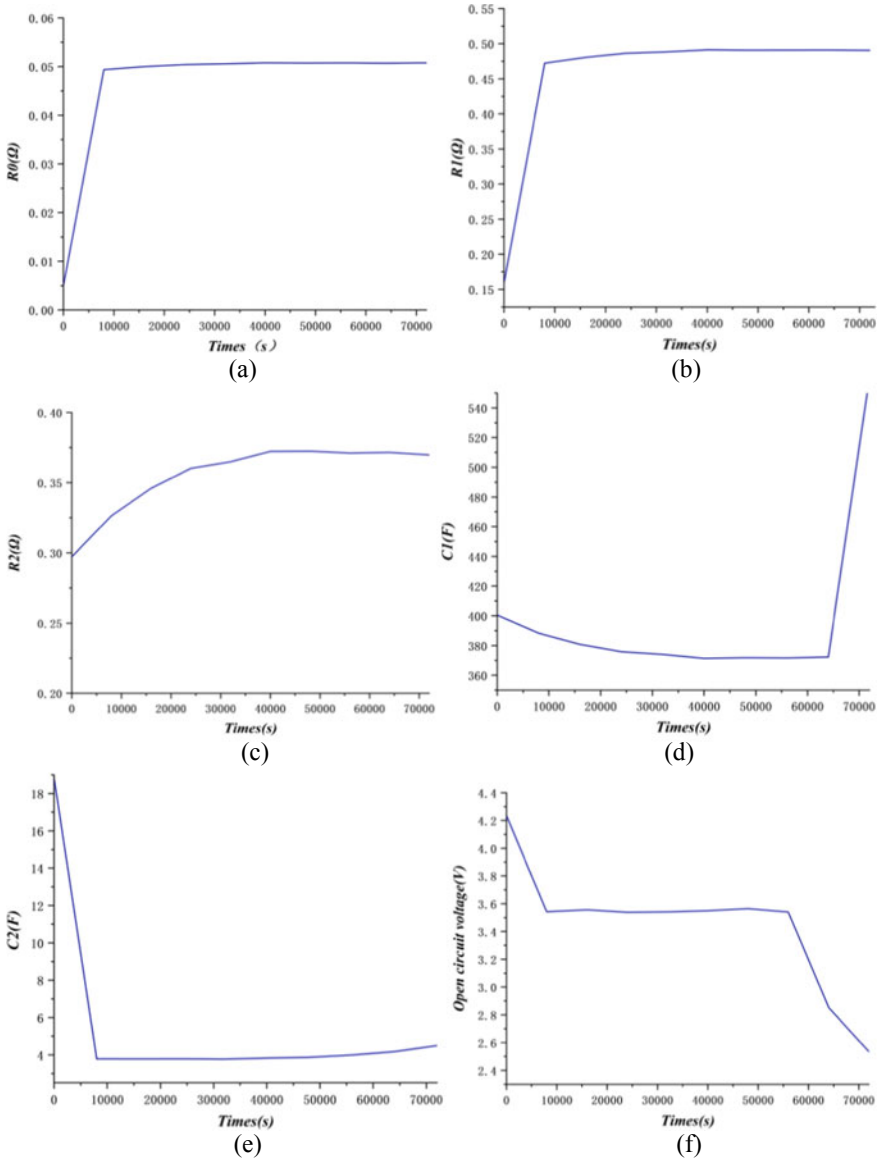 0.06
0.05
0.04
0.03
0.02
0.01
0.00
R0(Ω)
0 10000 20000 30000 40000 50000 60000 70000
Times（s）
(a)
0.55
0.50
0.45
0.40
0.35
0.30
0.25
0.20
0.15
R1(Ω)
0 10000 20000 30000 40000 50000 60000 70000
Times(s)
(b)
0.40
0.35
0.30
0.25
0.20
R2(Ω)
0 10000 20000 30000 40000 50000 60000 70000
Times(s)
(c)
540
520
500
480
460
440
420
400
380
360
C1(F)
0 10000 20000 30000 40000 50000 60000 70000
Times(s)
(d)
18
16
14
12
10
8
6
4
C2(F)
0 10000 20000 30000 40000 50000 60000 70000
Times(s)
(e)
4.4
4.2
4.0
3.8
3.6
3.4
3.2
3.0
2.8
2.6
2.4
Open circuit voltage(V)
0 10000 20000 30000 40000 50000 60000 70000
Times(s)
(f)